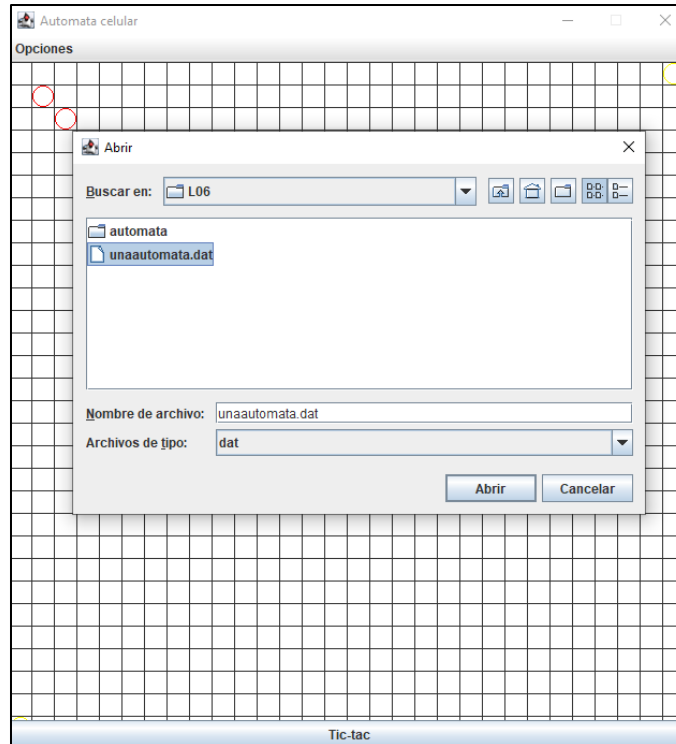 Automata celular
Opciones
Abrir
Buscar en: L06
automata
unaautomata.dat
Nombre de archivo: unaautomata.dat
Archivos de tipo: dat
Abrir Cancelar
Tic-tac